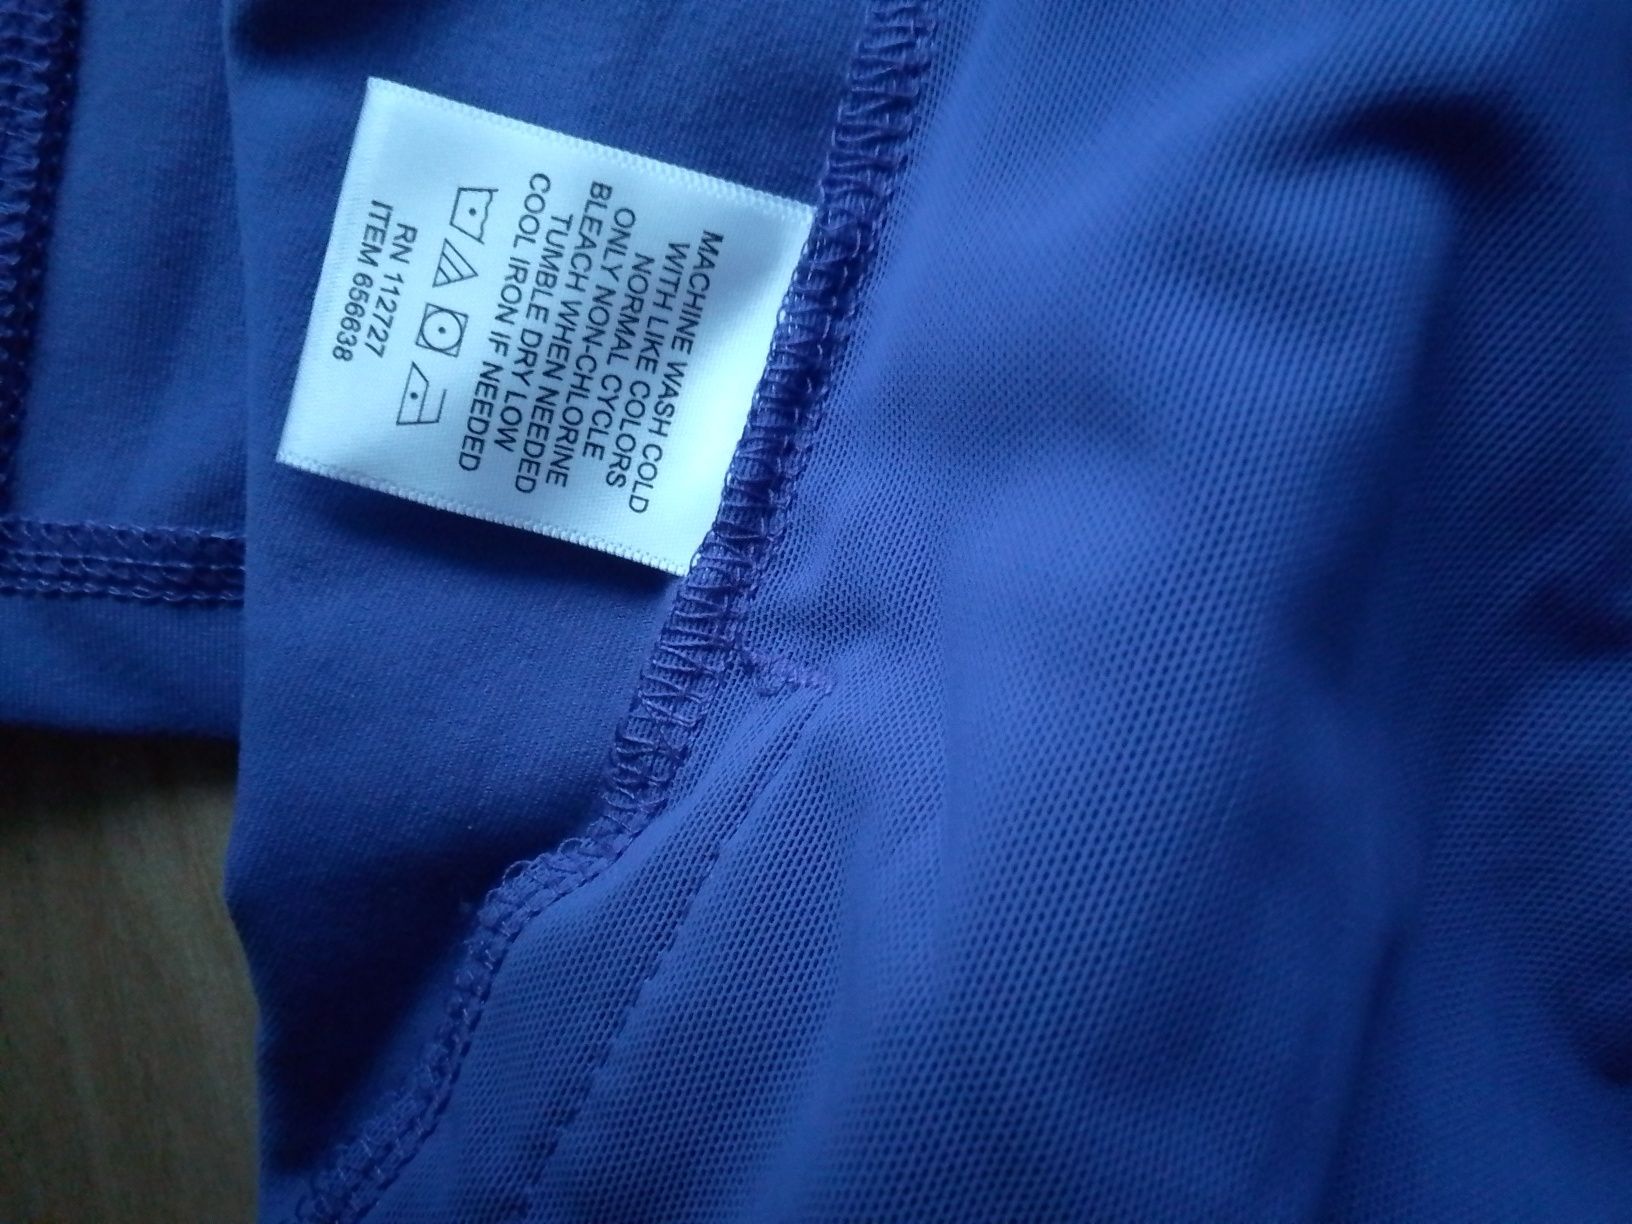 MACHINE WASH COLD
WITH LIKE COLORS
NORMAL CYCLE
ONLY NON-CHLORINE
BLEACH WHEN NEEDED
TUMBLE DRY LOW
COOL IRON IF NEEDED
RN 112727
ITEM 656638